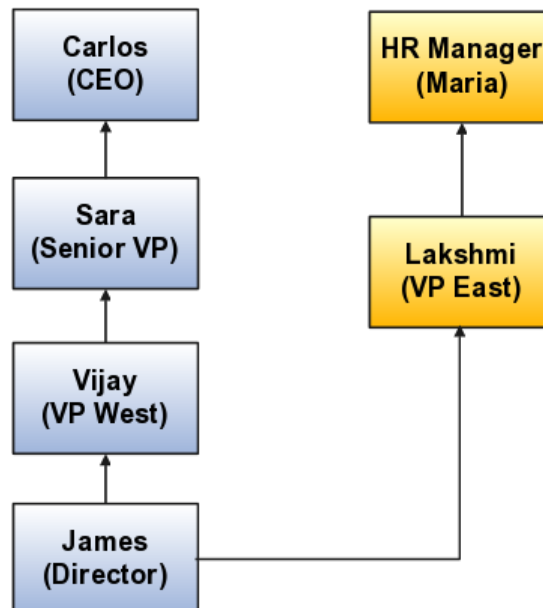 Carlos
(CEO)
HR Manager
(Maria)
Sara
(Senior VP)
Lakshmi
(VP East)
Vijay
(VP West)
James
(Director)